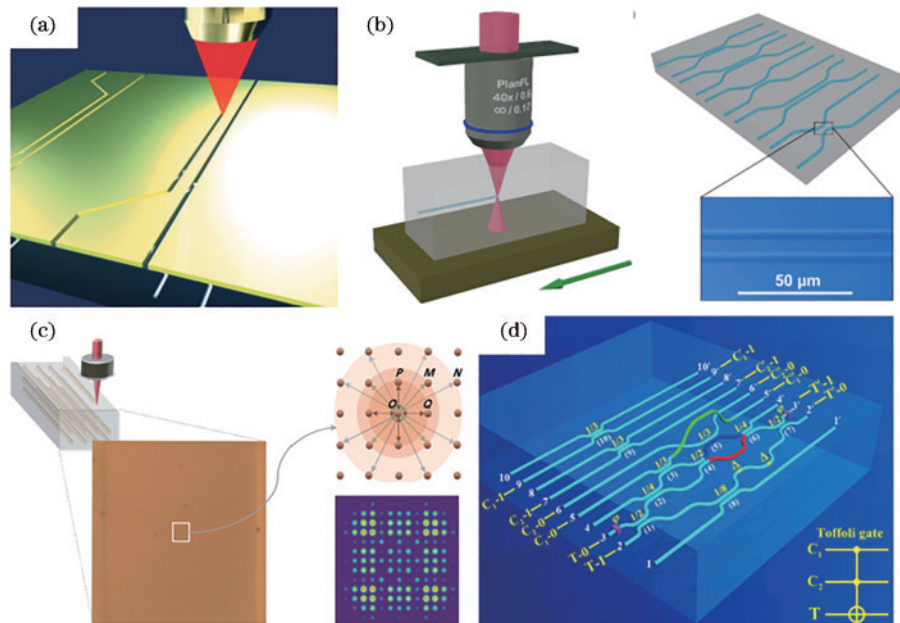 (a)
(b)
PlanFL
40x / 0.6
∞ / 0.17
50 μm
(c)
P M N
O Q
(d)
10 9 8 7 6 5 4 3 2 1
C₁-1
C₂-1
C₂-0
C₁-0
T-0
T-1
10′ 9′ 8′ 7′ 6′ 5′ 4′ 3′ 2′ 1′
C₂-0
T-1
T-0
1/3 1/3 1/3 1/3 1/4
1/4 1/2 1/2
1/2 1/8
(10) (9) (5) (6) (7)
(3) (4)
(2)
(1) (8)
Δ Δ
Toffoli gate
C₁
C₂
T